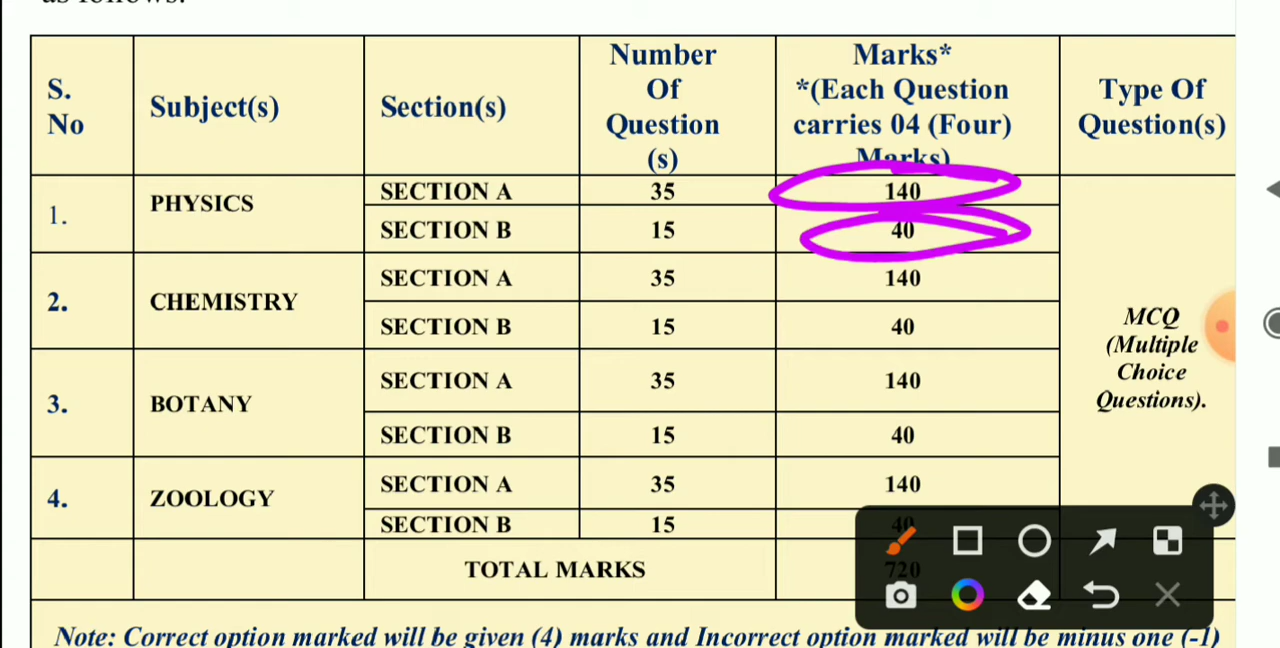 S. No
Subject(s)
Section(s)
Number Of Question (s)
Marks* *(Each Question carries 04 (Four) Marks)
Type Of Question(s)
1.
PHYSICS
SECTION A 35 140
SECTION B 15 40
2.
CHEMISTRY
SECTION A 35 140
SECTION B 15 40
3.
BOTANY
SECTION A 35 140
SECTION B 15 40
4.
ZOOLOGY
SECTION A 35 140
SECTION B 15 40
MCQ
(Multiple
Choice
Questions).
TOTAL MARKS 720
Note: Correct option marked will be given (4) marks and Incorrect option marked will be minus one (-1)